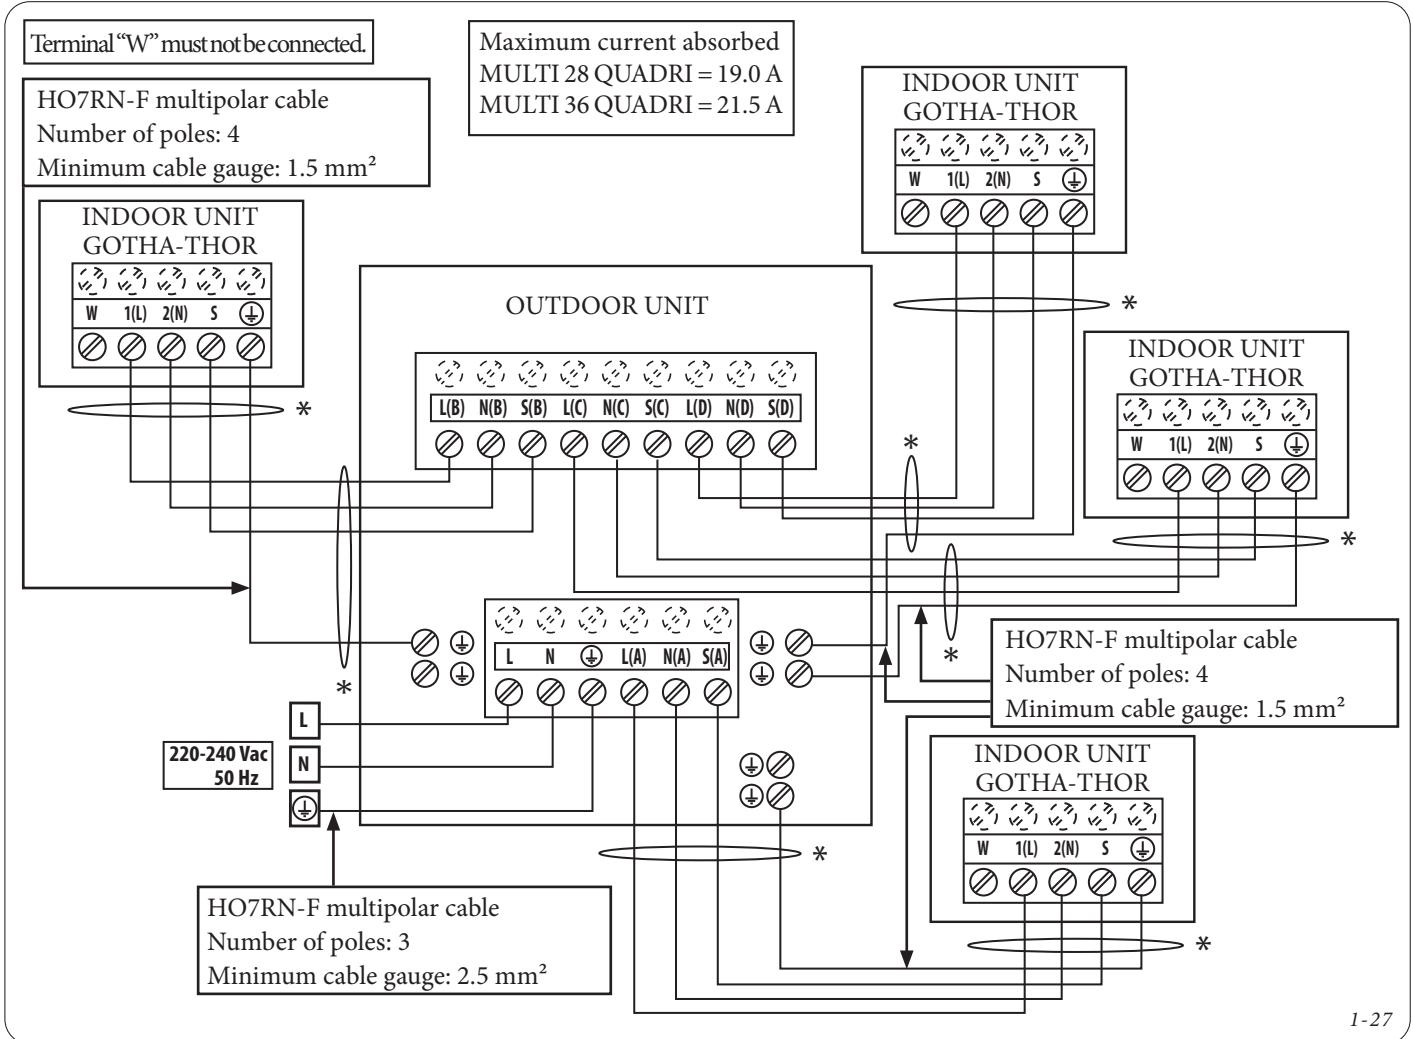 Terminal “W” must not be connected.
Maximum current absorbed
MULTI 28 QUADRI = 19.0 A
MULTI 36 QUADRI = 21.5 A
HO7RN-F multipolar cable
Number of poles: 4
Minimum cable gauge: 1.5 mm²
INDOOR UNIT
GOTHA-THOR
W 1(L) 2(N) S
INDOOR UNIT
GOTHA-THOR
W 1(L) 2(N) S
*
*
OUTDOOR UNIT
L(B) N(B) S(B) L(C) N(C) S(C) L(D) N(D) S(D)
INDOOR UNIT
GOTHA-THOR
W 1(L) 2(N) S
*
*
*
*
L N L(A) N(A) S(A)
HO7RN-F multipolar cable
Number of poles: 4
Minimum cable gauge: 1.5 mm²
220-240 Vac
50 Hz
L
N
INDOOR UNIT
GOTHA-THOR
W 1(L) 2(N) S
*
*
HO7RN-F multipolar cable
Number of poles: 3
Minimum cable gauge: 2.5 mm²
1-27